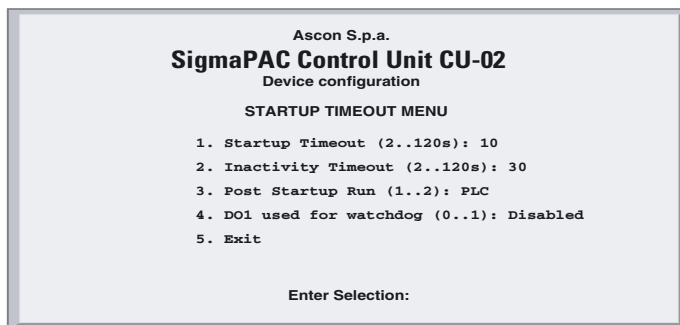 Ascon S.p.a.
SigmaPAC Control Unit CU-02
Device configuration
STARTUP TIMEOUT MENU
1. Startup Timeout (2..120s): 10
2. Inactivity Timeout (2..120s): 30
3. Post Startup Run (1..2): PLC
4. DO1 used for watchdog (0..1): Disabled
5. Exit
Enter Selection: